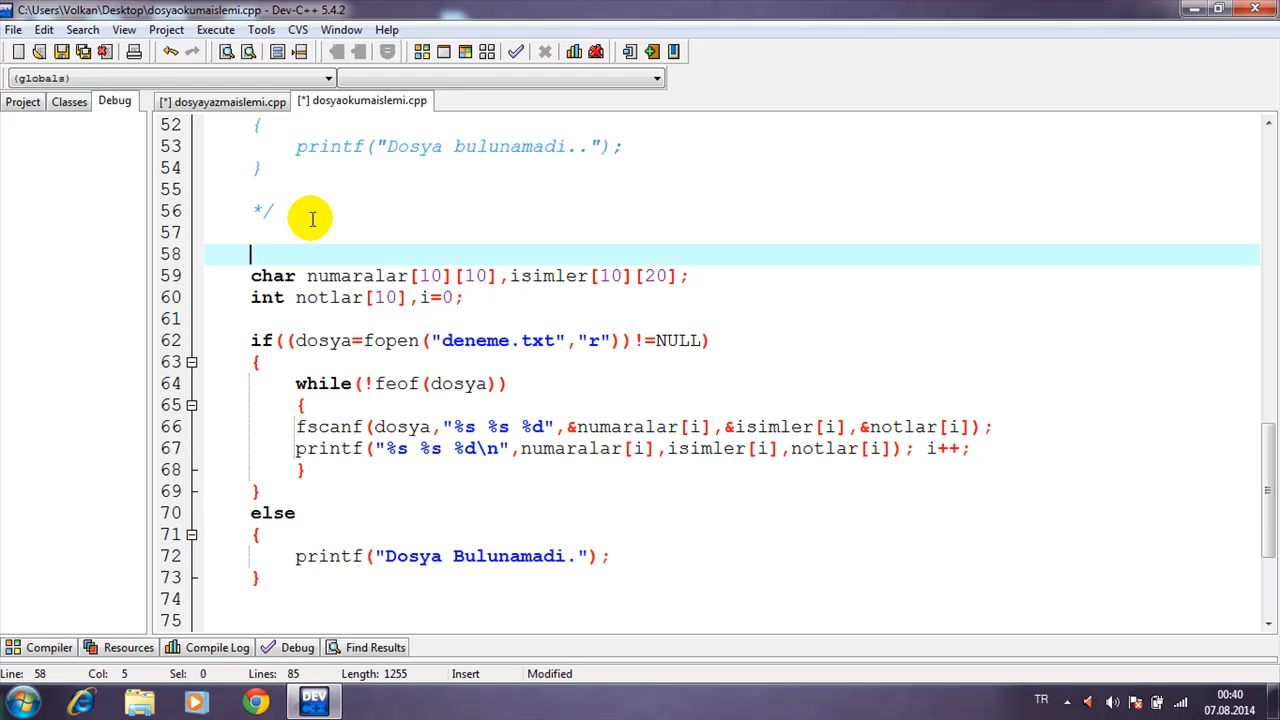 C:\Users\Volkan\Desktop\dosyaokumaislemi.cpp - Dev-C++ 5.4.2
File Edit Search View Project Execute Tools CVS Window Help
(globals)
Project Classes Debug [*] dosyayazmaislemi.cpp [*] dosyaokumaislemi.cpp
52 {
53 printf("Dosya bulunamadi..");
54 }
55
56 */
57
58
59 char numaralar[10][10],isimler[10][20];
60 int notlar[10],i=0;
61
62 if((dosya=fopen("deneme.txt","r"))!=NULL)
63 {
64 while(!feof(dosya))
65 {
66 fscanf(dosya,"%s %s %d",&numaralar[i],&isimler[i],&notlar[i]);
67 printf("%s %s %d\n",numaralar[i],isimler[i],notlar[i]); i++;
68 }
69 }
70 else
71 {
72 printf("Dosya Bulunamadi.");
73 }
74
75
Compiler Resources Compile Log Debug Find Results
Line: 58 Col: 5 Sel: 0 Lines: 85 Length: 1255 Insert Modified
DEV
TR
00:40
07.08.2014